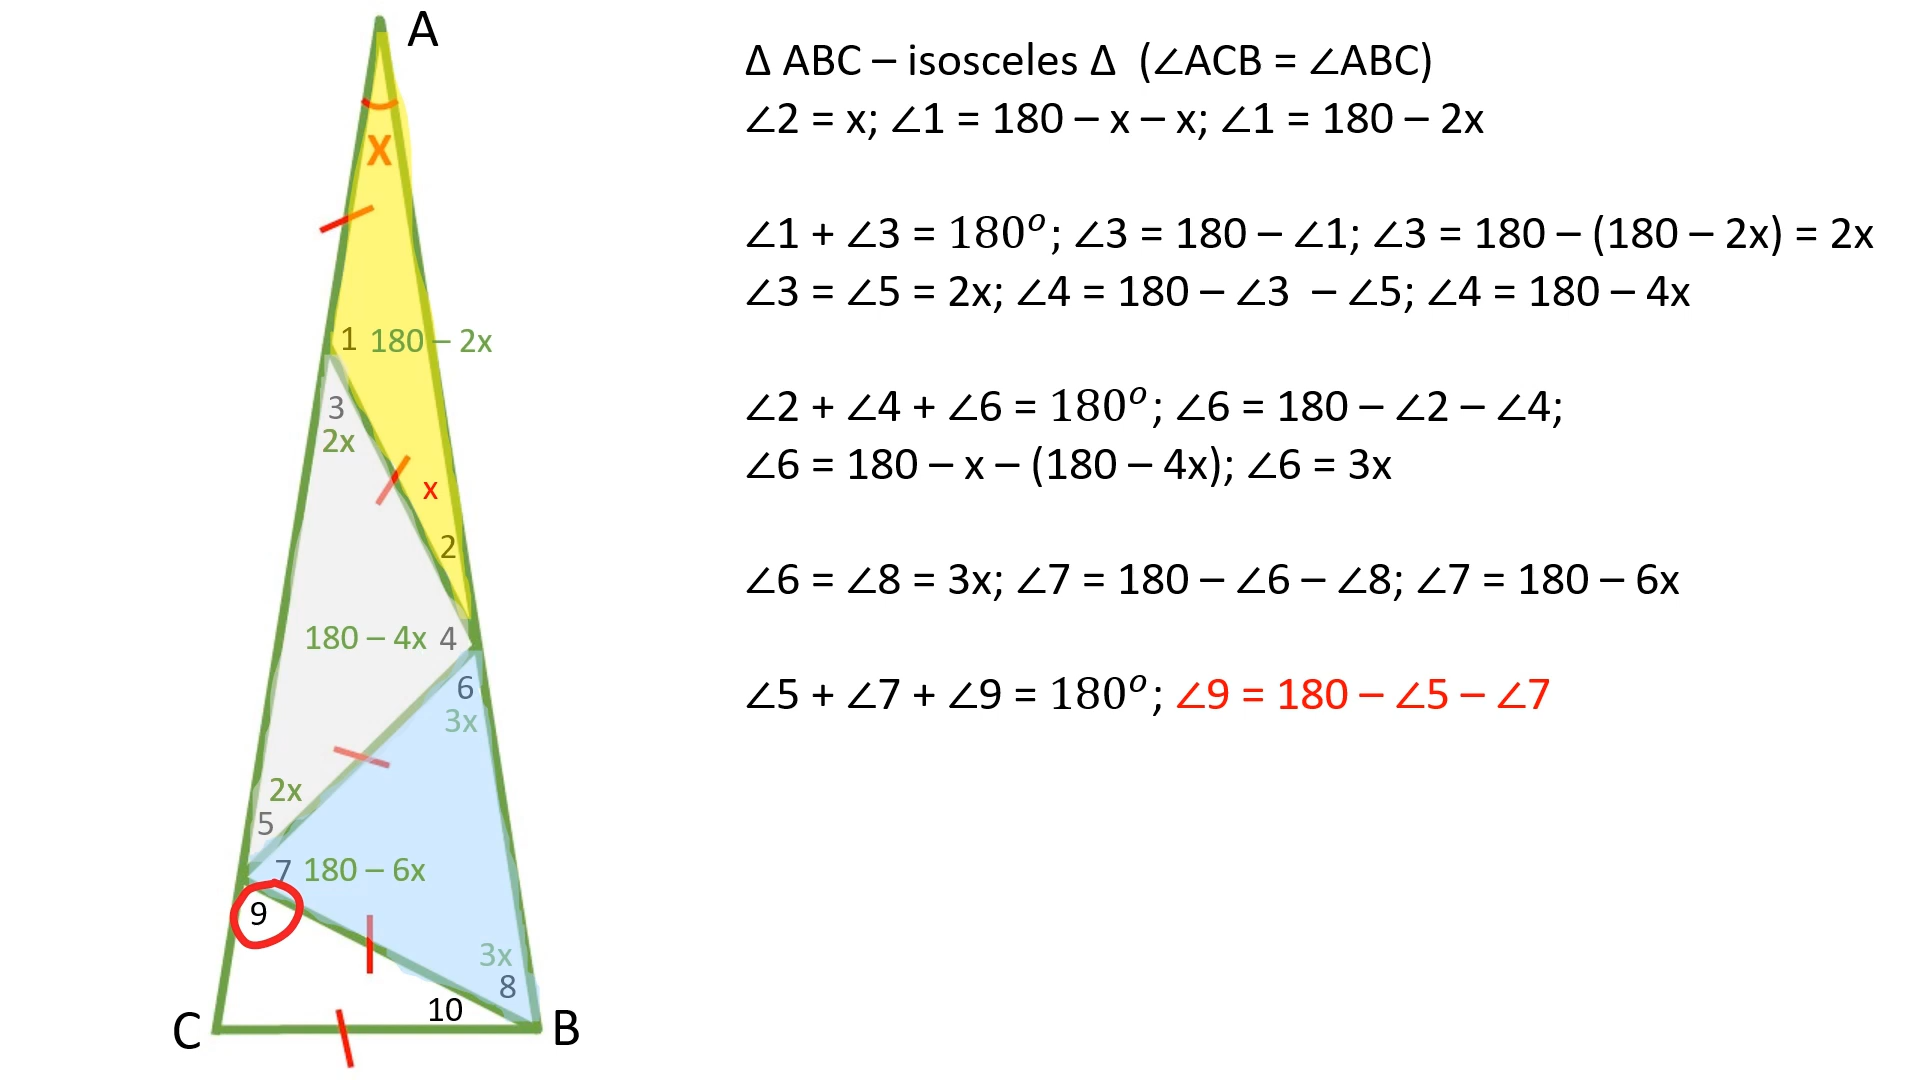 A
Δ ABC – isosceles Δ (∠ACB = ∠ABC)
∠2 = x; ∠1 = 180 – x – x; ∠1 = 180 – 2x
x
∠1 + ∠3 = 180º; ∠3 = 180 – ∠1; ∠3 = 180 – (180 – 2x) = 2x
∠3 = ∠5 = 2x; ∠4 = 180 – ∠3 – ∠5; ∠4 = 180 – 4x
1 180 – 2x
3
2x
∠2 + ∠4 + ∠6 = 180º; ∠6 = 180 – ∠2 – ∠4;
∠6 = 180 – x – (180 – 4x); ∠6 = 3x
x
2
∠6 = ∠8 = 3x; ∠7 = 180 – ∠6 – ∠8; ∠7 = 180 – 6x
180 – 4x 4
6
3x
∠5 + ∠7 + ∠9 = 180º; ∠9 = 180 – ∠5 – ∠7
2x
5
7 180 – 6x
9
3x
8
10
C B